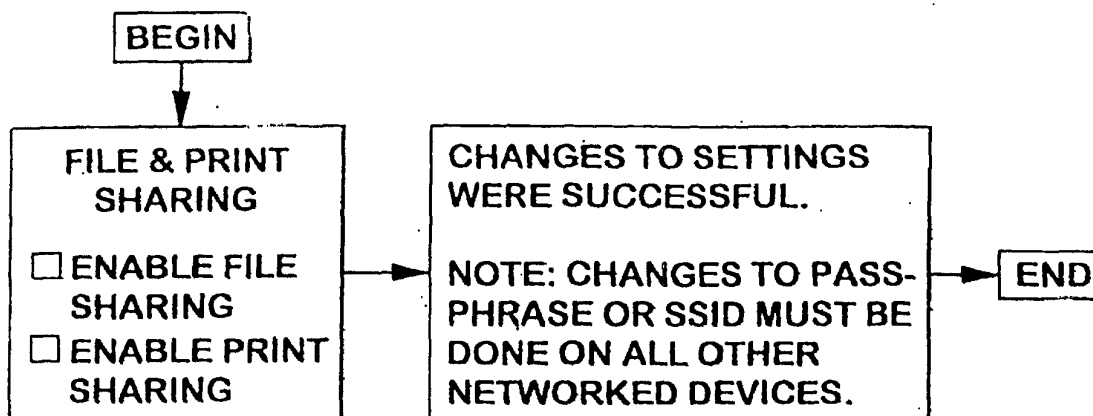 BEGIN
FILE & PRINT
SHARING
ENABLE FILE
SHARING
ENABLE PRINT
SHARING
CHANGES TO SETTINGS
WERE SUCCESSFUL.
NOTE: CHANGES TO PASS-
PHRASE OR SSID MUST BE
DONE ON ALL OTHER
NETWORKED DEVICES.
END